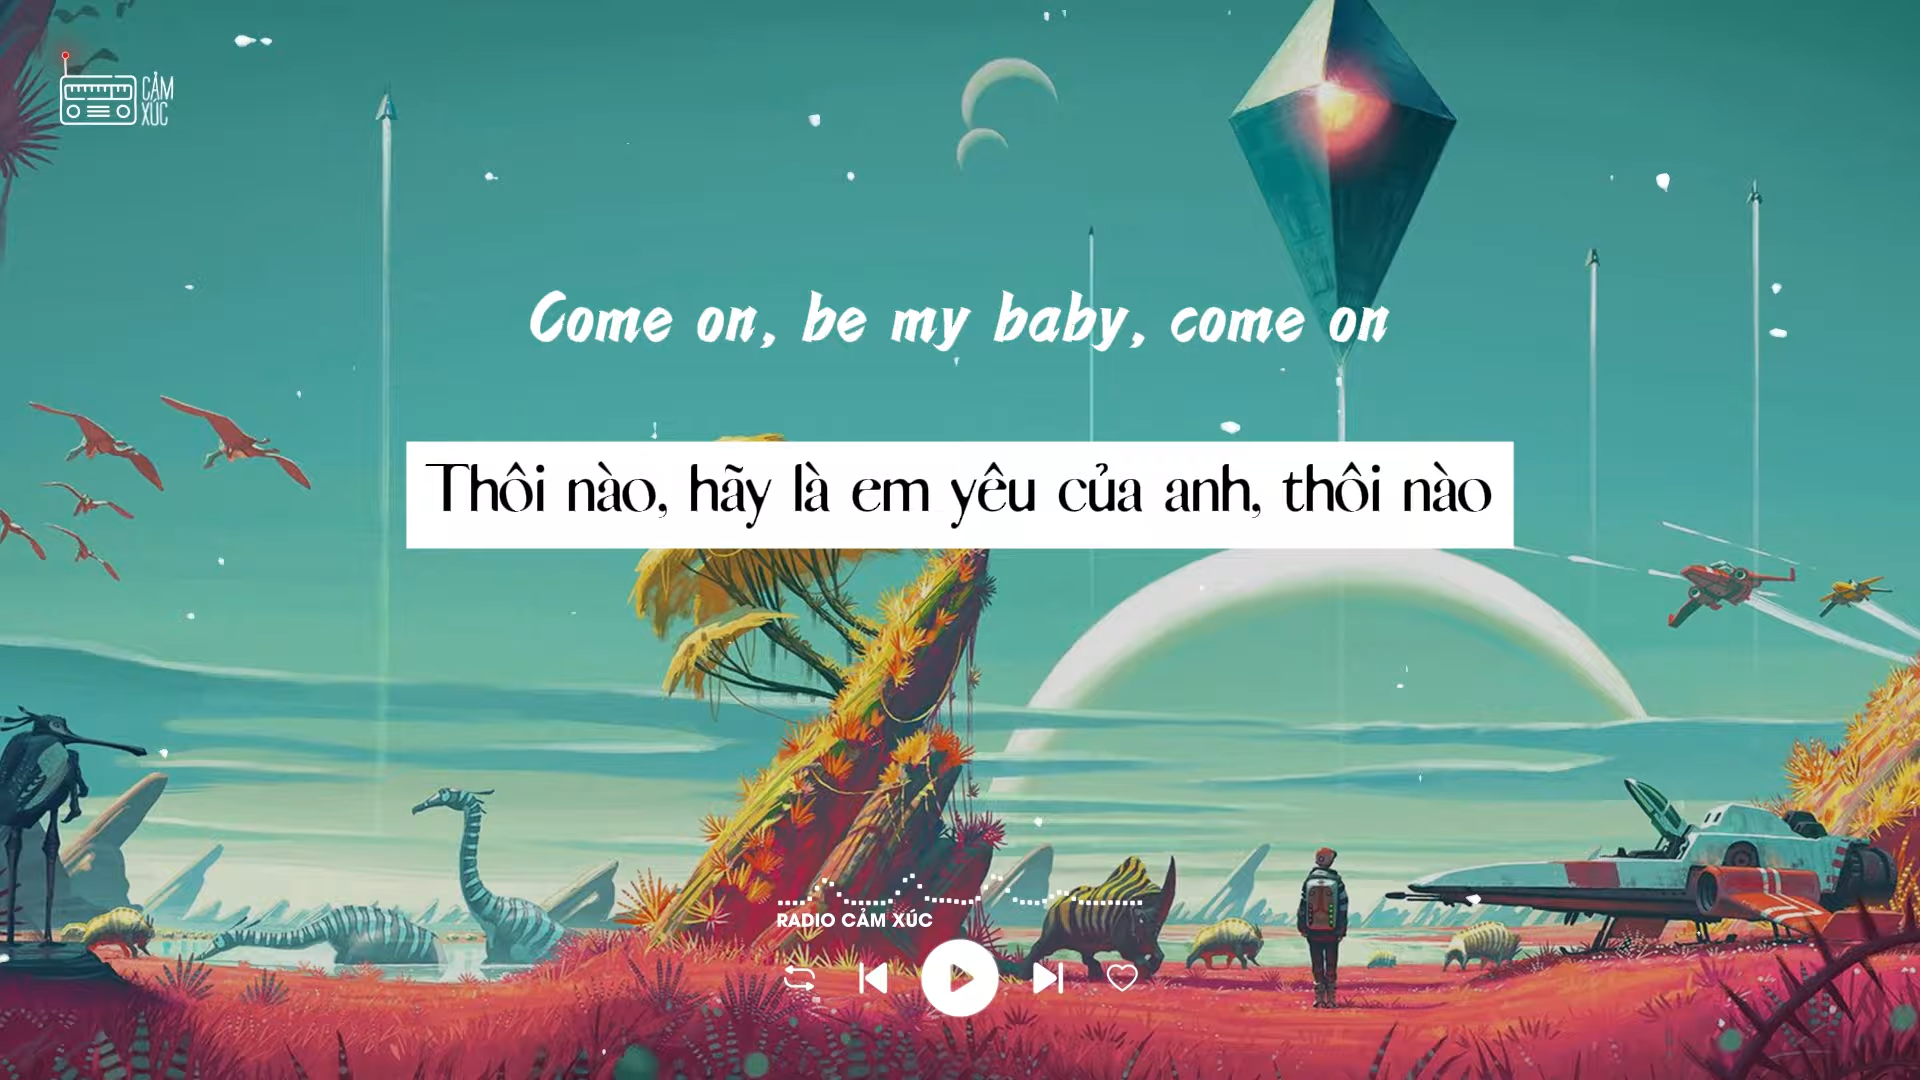 CẢM
XÚC
Come on, be my baby, come on
Thôi nào, hãy là em yêu của anh, thôi nào
RADIO CẢM XÚC